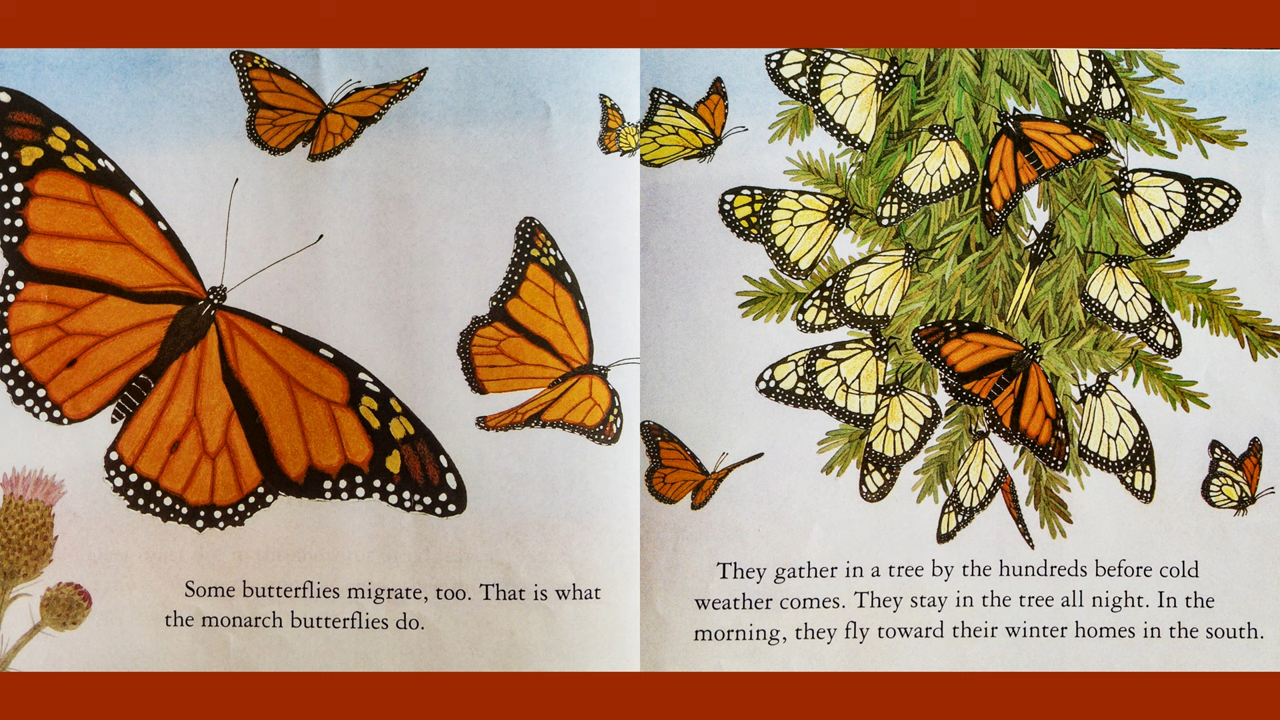 Some butterflies migrate, too. That is what
the monarch butterflies do.
They gather in a tree by the hundreds before cold
weather comes. They stay in the tree all night. In the
morning, they fly toward their winter homes in the south.